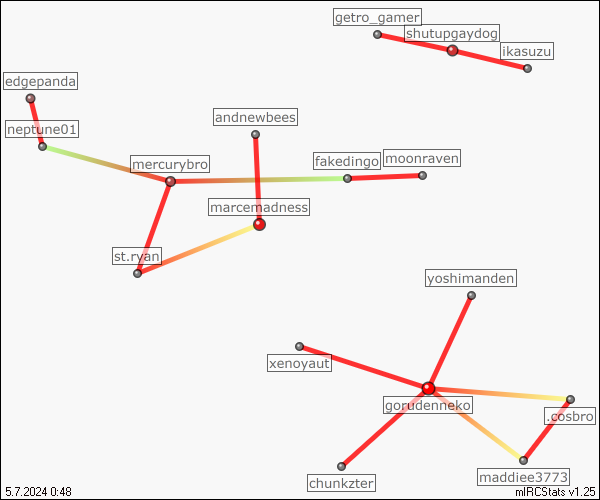 getro_gamer
shutupgaydog
ikasuzu
edgepanda
andnewbees
neptune01
fakedingo
moonraven
mercurybro
marcemadness
st.ryan
yoshimanden
xenoyaut
gorudenneko
.cosbro
maddiee3773
chunkzter
5.7.2024 0:48
mIRCStats v1.25